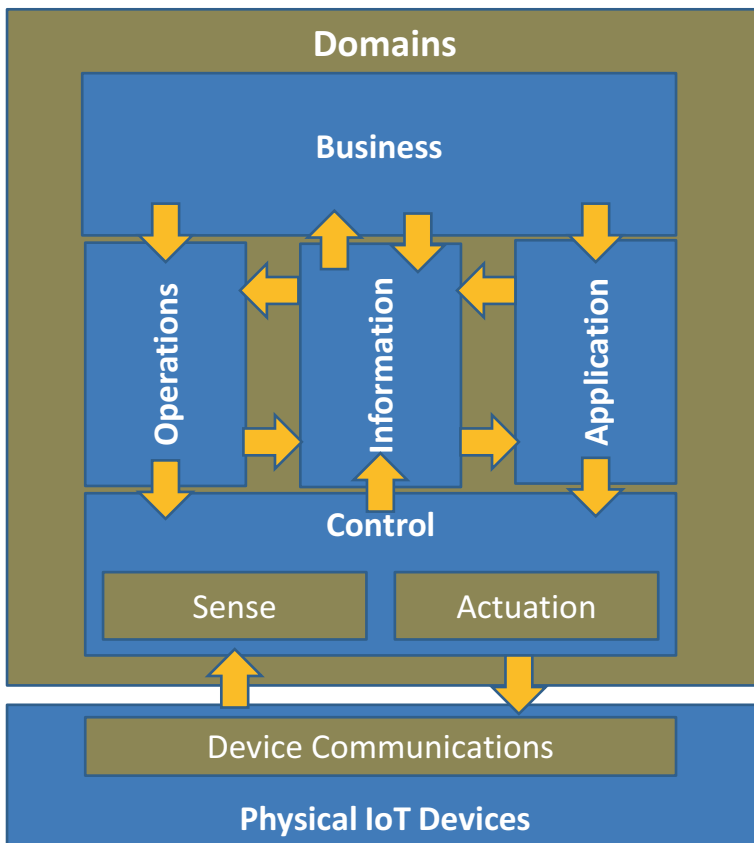 Domains
Business
Operations
Information
Application
Control
Sense
Actuation
Device Communications
Physical IoT Devices